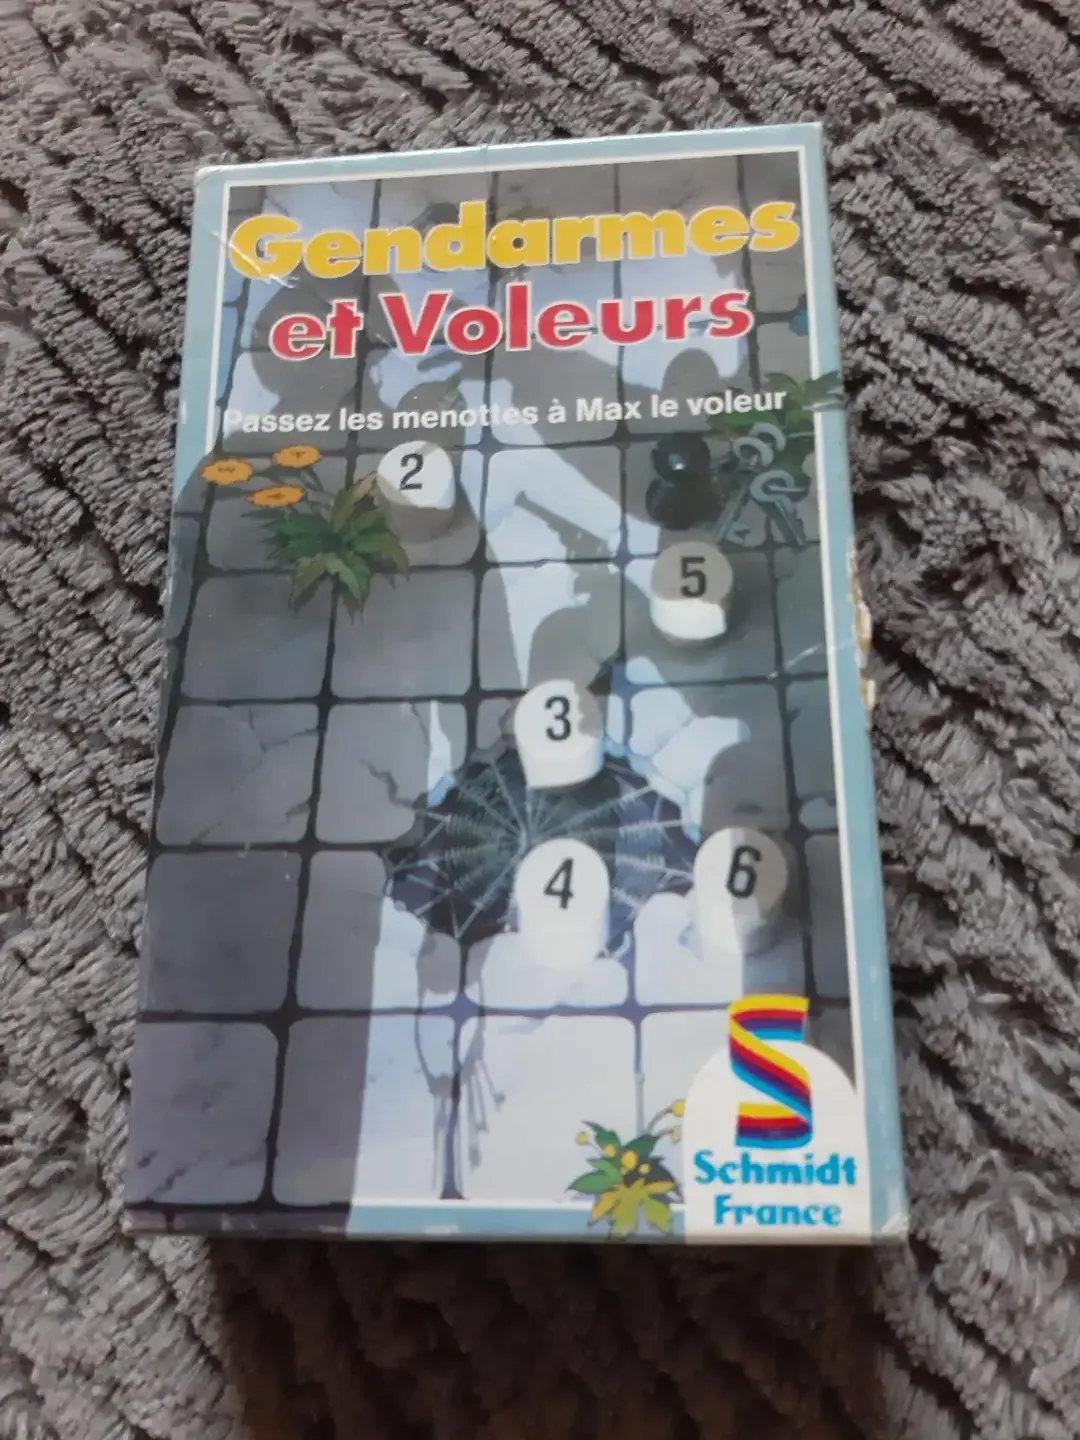 Gendarmes
et Voleurs
Passez les menottes à Max le voleur
2
5
3
4
6
Schmidt
France